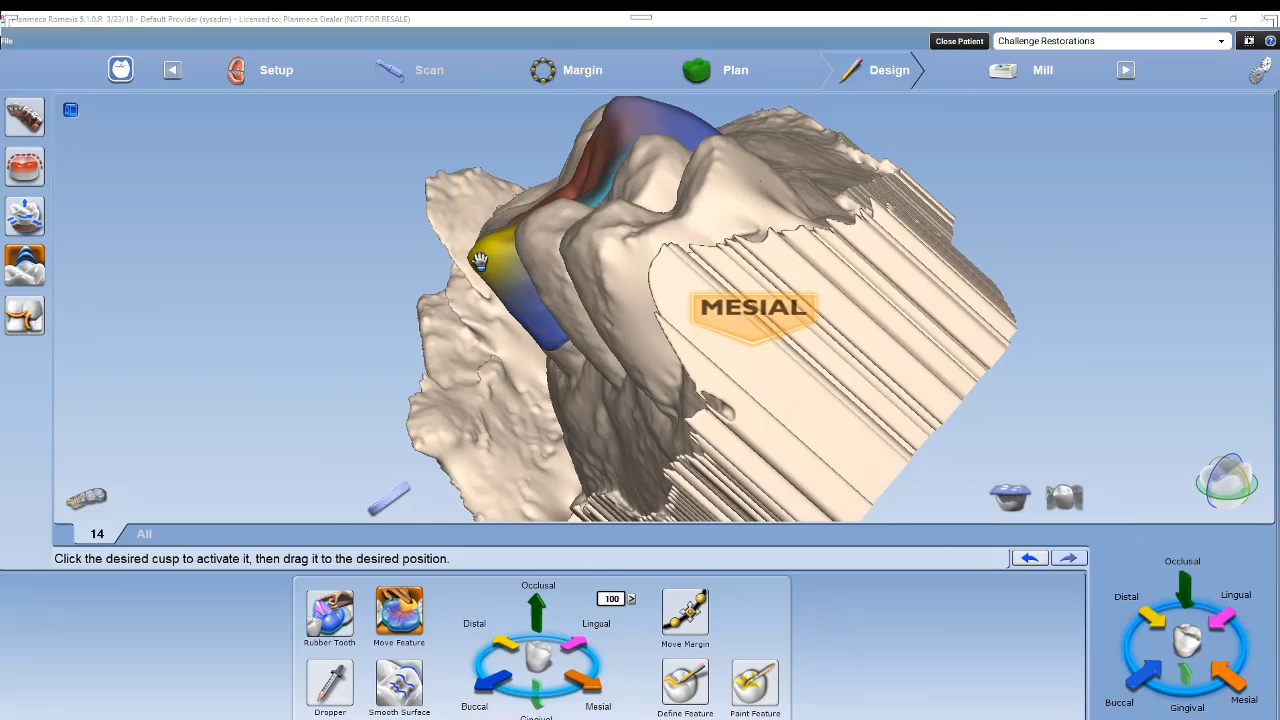 Planmeca Romexis 5.1.0.R  3/23/18 - Default Provider (sysadm) - Licensed to: Planmeca Dealer (NOT FOR RESALE)
File
Close Patient
Challenge Restorations
Setup
Scan
Margin
Plan
Design
Mill
MESIAL
14
All
Click the desired cusp to activate it, then drag it to the desired position.
Rubber Tooth
Move Feature
Dropper
Smooth Surface
Occlusal
Distal
Lingual
Buccal
Mesial
Gingival
100
>
Move Margin
Define Feature
Paint Feature
Occlusal
Distal
Lingual
Buccal
Mesial
Gingival